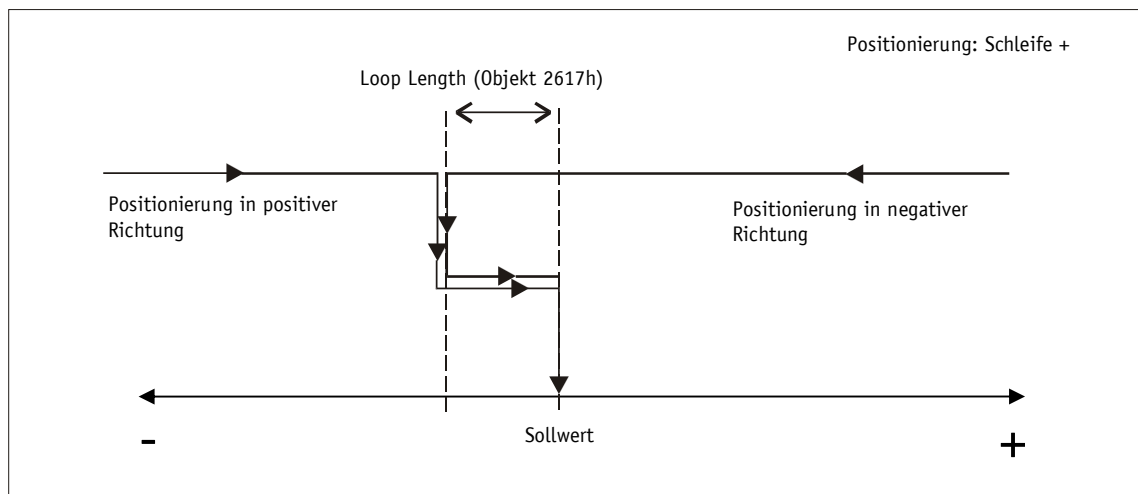 Positionierung: Schleife +
Loop Length (Objekt 2617h)
Positionierung in positiver
Richtung
Positionierung in negativer
Richtung
Sollwert
-
+